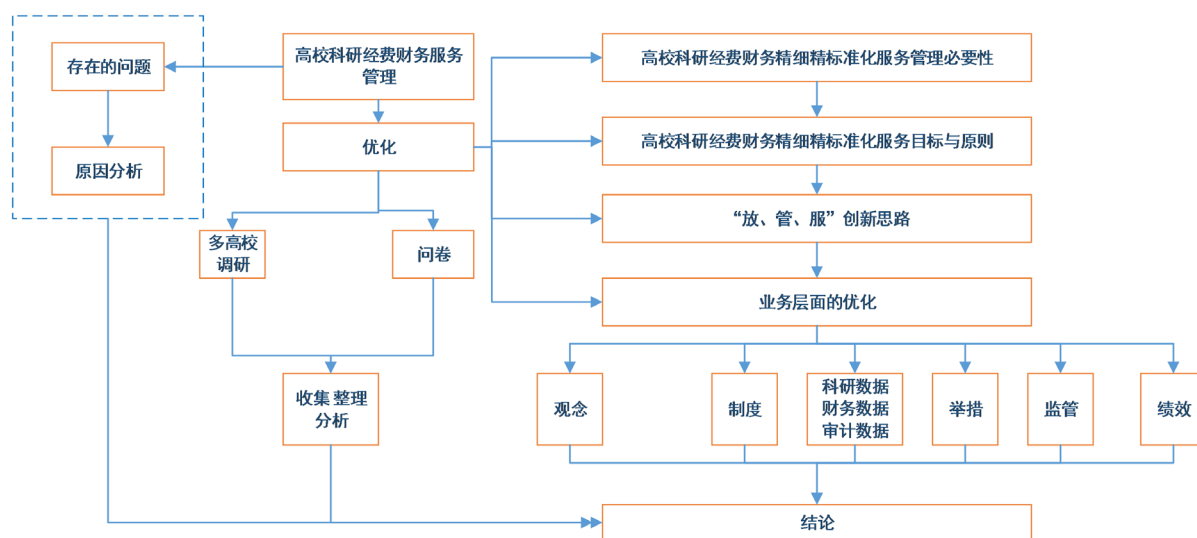 存在的问题
原因分析
高校科研经费财务服务
管理
优化
多高校
调研
问卷
收集整理
分析
高校科研经费财务精细精标准化服务管理必要性
高校科研经费财务精细精标准化服务目标与原则
“放、管、服”创新思路
业务层面的优化
观念
制度
科研数据
财务数据
审计数据
举措
监管
绩效
结论